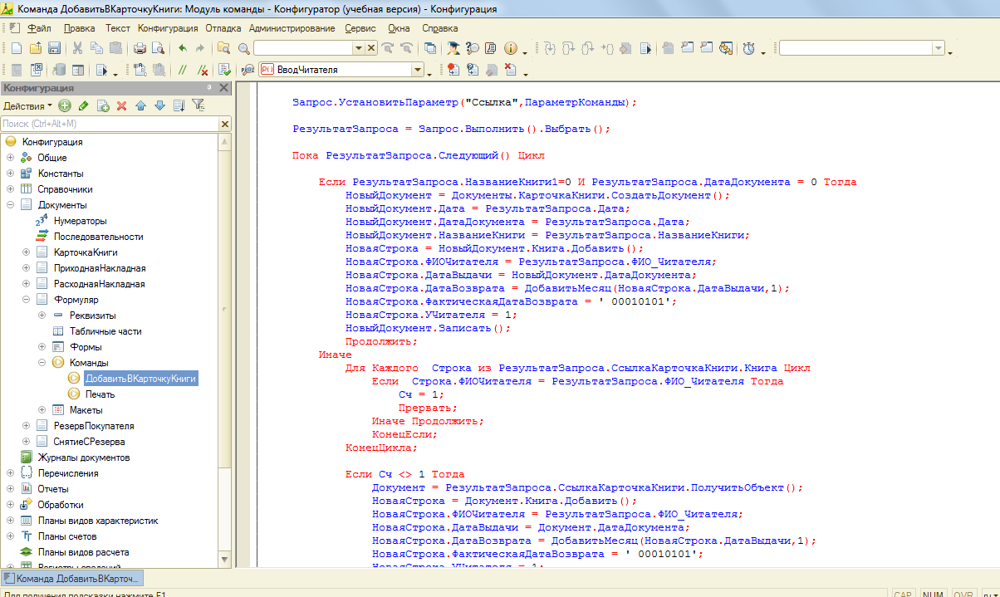 Команда ДобавитьВКарточкуКниги: Модуль команды - Конфигуратор (учебная версия) - Конфигурация
Файл Правка Текст Конфигурация Отладка Администрирование Сервис Окна Справка
ВводЧитателя
Конфигурация
Действия
Поиск (Ctrl+Alt+M)
Конфигурация
Общие
Константы
Справочники
Документы
Нумераторы
Последовательности
КарточкаКниги
ПриходнаяНакладная
РасходнаяНакладная
Формуляр
Реквизиты
Табличные части
Формы
Команды
ДобавитьВКарточкуКниги
Печать
Макеты
РезервПокупателя
СнятиеСРезерва
Журналы документов
Перечисления
Отчеты
Обработки
Планы видов характеристик
Планы счетов
Планы видов расчета
Регистры сведений
Запрос.УстановитьПараметр("Ссылка",ПараметрКоманды);
РезультатЗапроса = Запрос.Выполнить().Выбрать();
Пока РезультатЗапроса.Следующий() Цикл
Если РезультатЗапроса.НазваниеКниги1=0 И РезультатЗапроса.ДатаДокумента = 0 Тогда
НовыйДокумент = Документы.КарточкаКниги.СоздатьДокумент();
НовыйДокумент.Дата = РезультатЗапроса.Дата;
НовыйДокумент.ДатаДокумента = РезультатЗапроса.Дата;
НовыйДокумент.НазваниеКниги = РезультатЗапроса.НазваниеКниги;
НоваяСтрока = НовыйДокумент.Книга.Добавить();
НоваяСтрока.ФИОЧитателя = РезультатЗапроса.ФИО_Читателя;
НоваяСтрока.ДатаВыдачи = НовыйДокумент.ДатаДокумента;
НоваяСтрока.ДатаВозврата = ДобавитьМесяц(НоваяСтрока.ДатаВыдачи,1);
НоваяСтрока.ФактическаяДатаВозврата = ' 00010101';
НоваяСтрока.УЧитателя = 1;
НовыйДокумент.Записать();
Продолжить;
Иначе
Для Каждого Строка из РезультатЗапроса.СсылкаКарточкаКниги.Книга Цикл
Если Строка.ФИОЧитателя = РезультатЗапроса.ФИО_Читателя Тогда
Сч = 1;
Прервать;
Иначе Продолжить;
КонецЕсли;
КонецЦикла;
Если Сч <> 1 Тогда
Документ = РезультатЗапроса.СсылкаКарточкаКниги.ПолучитьОбъект();
НоваяСтрока = Документ.Книга.Добавить();
НоваяСтрока.ФИОЧитателя = РезультатЗапроса.ФИО_Читателя;
НоваяСтрока.ДатаВыдачи = Документ.ДатаДокумента;
НоваяСтрока.ДатаВозврата = ДобавитьМесяц(НоваяСтрока.ДатаВыдачи,1);
НоваяСтрока.ФактическаяДатаВозврата = ' 00010101';
НоваяСтрока.УЧитателя = 1;
Команда ДобавитьВКарточ...
Для получения подсказки нажмите F1
CAP NUM OVR ru